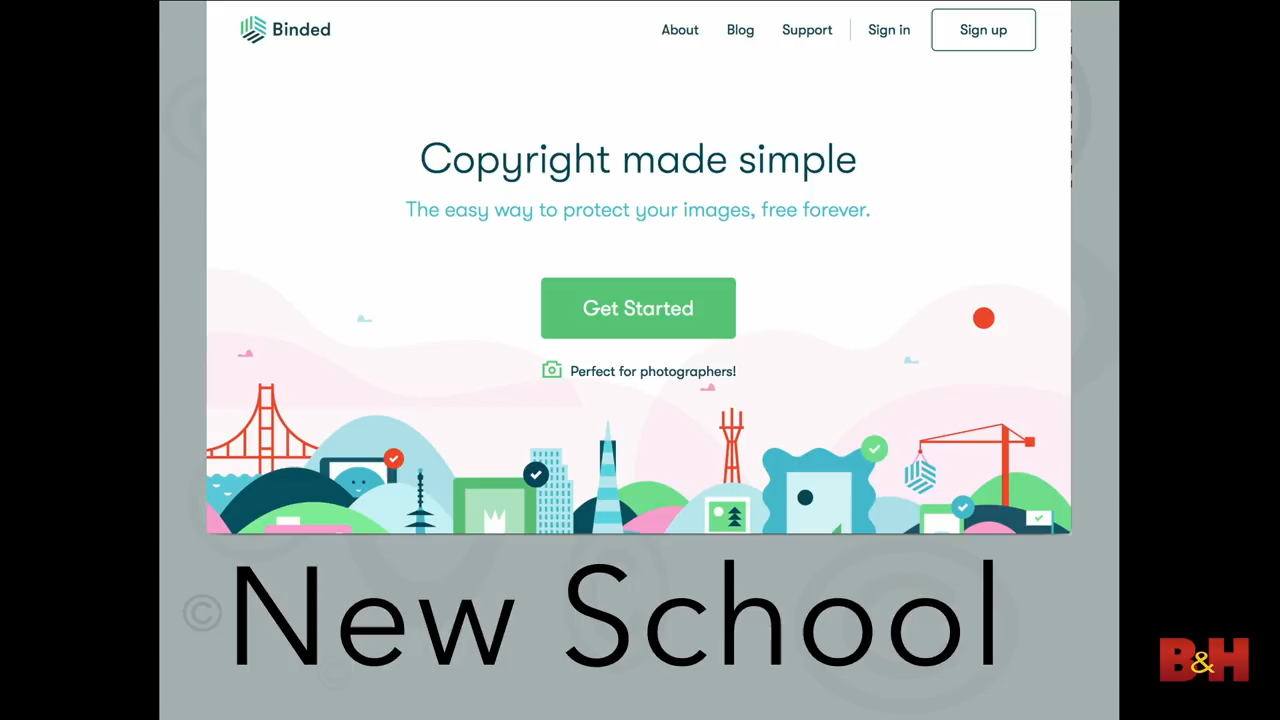 Binded
About Blog Support Sign in Sign up
Copyright made simple
The easy way to protect your images, free forever.
Get Started
Perfect for photographers!
©
New School
B&H